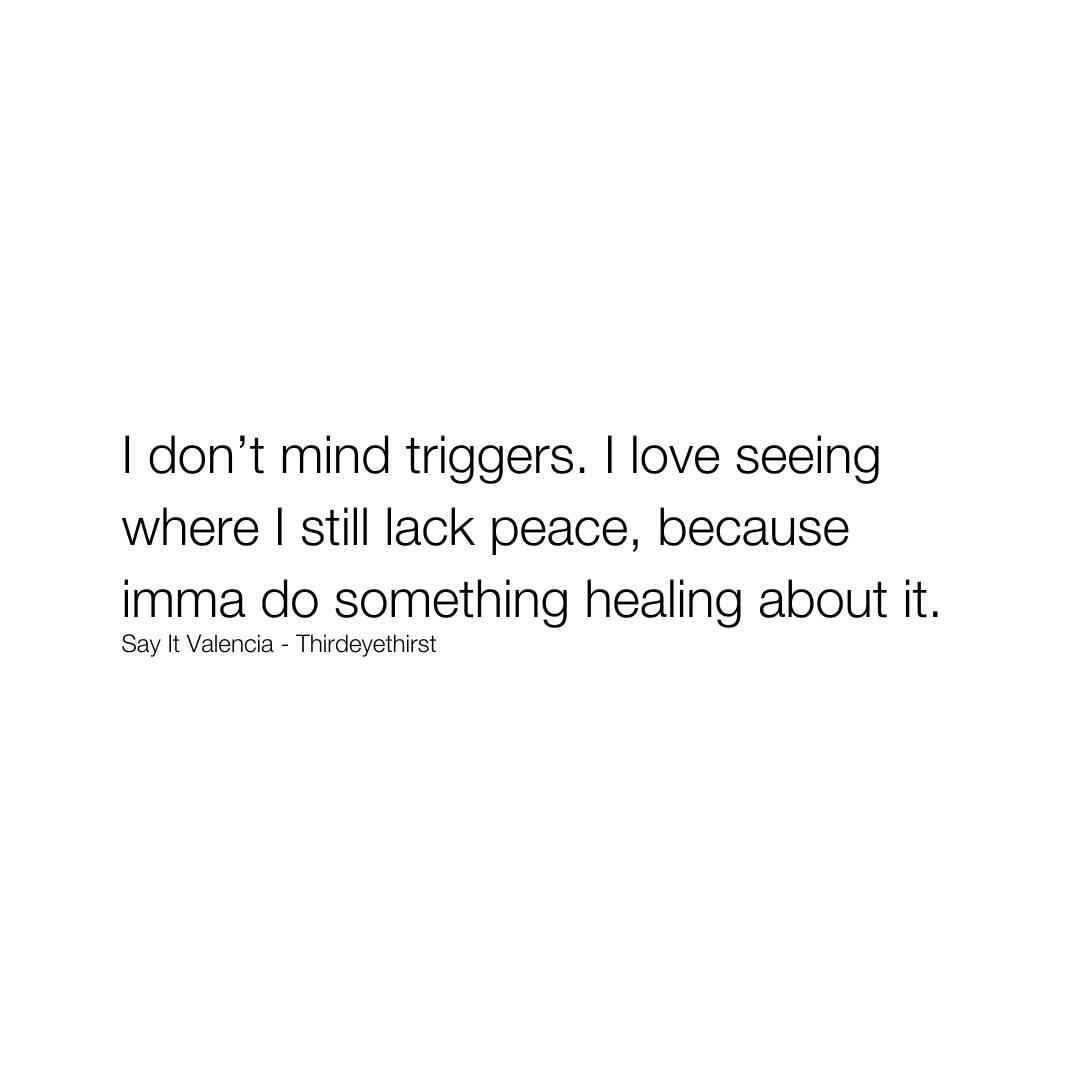 I don’t mind triggers. I love seeing
where I still lack peace, because
imma do something healing about it.
Say It Valencia - Thirdeyethirst